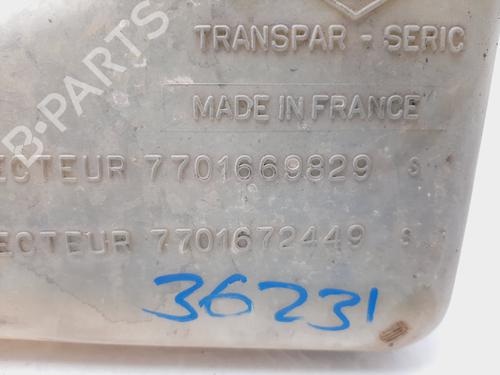 TRANSPAR - SERIC
MADE IN FRANCE
ECTEUR 7701669829 S
ECTEUR 7701672449 S
36231
B-PARTS